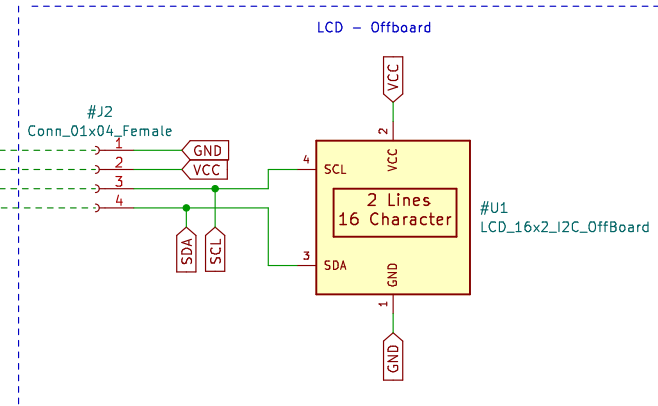 LCD - Offboard
VCC
#J2
Conn_01x04_Female
1
GND
2
VCC
3
4
SDA
SCL
2
VCC
4
SCL
2 Lines
16 Character
3
SDA
GND
1
GND
#U1
LCD_16x2_I2C_OffBoard